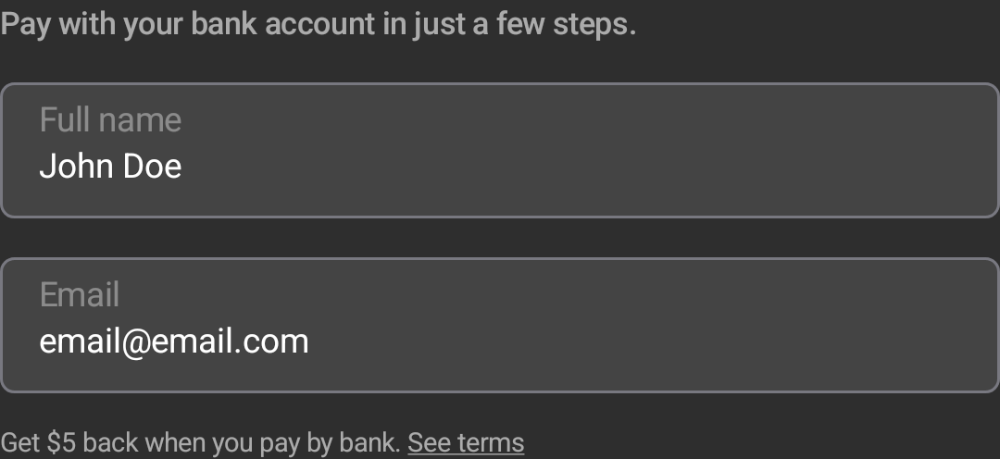 Pay with your bank account in just a few steps.
Full name
John Doe
Email
email@email.com
Get $5 back when you pay by bank. See terms